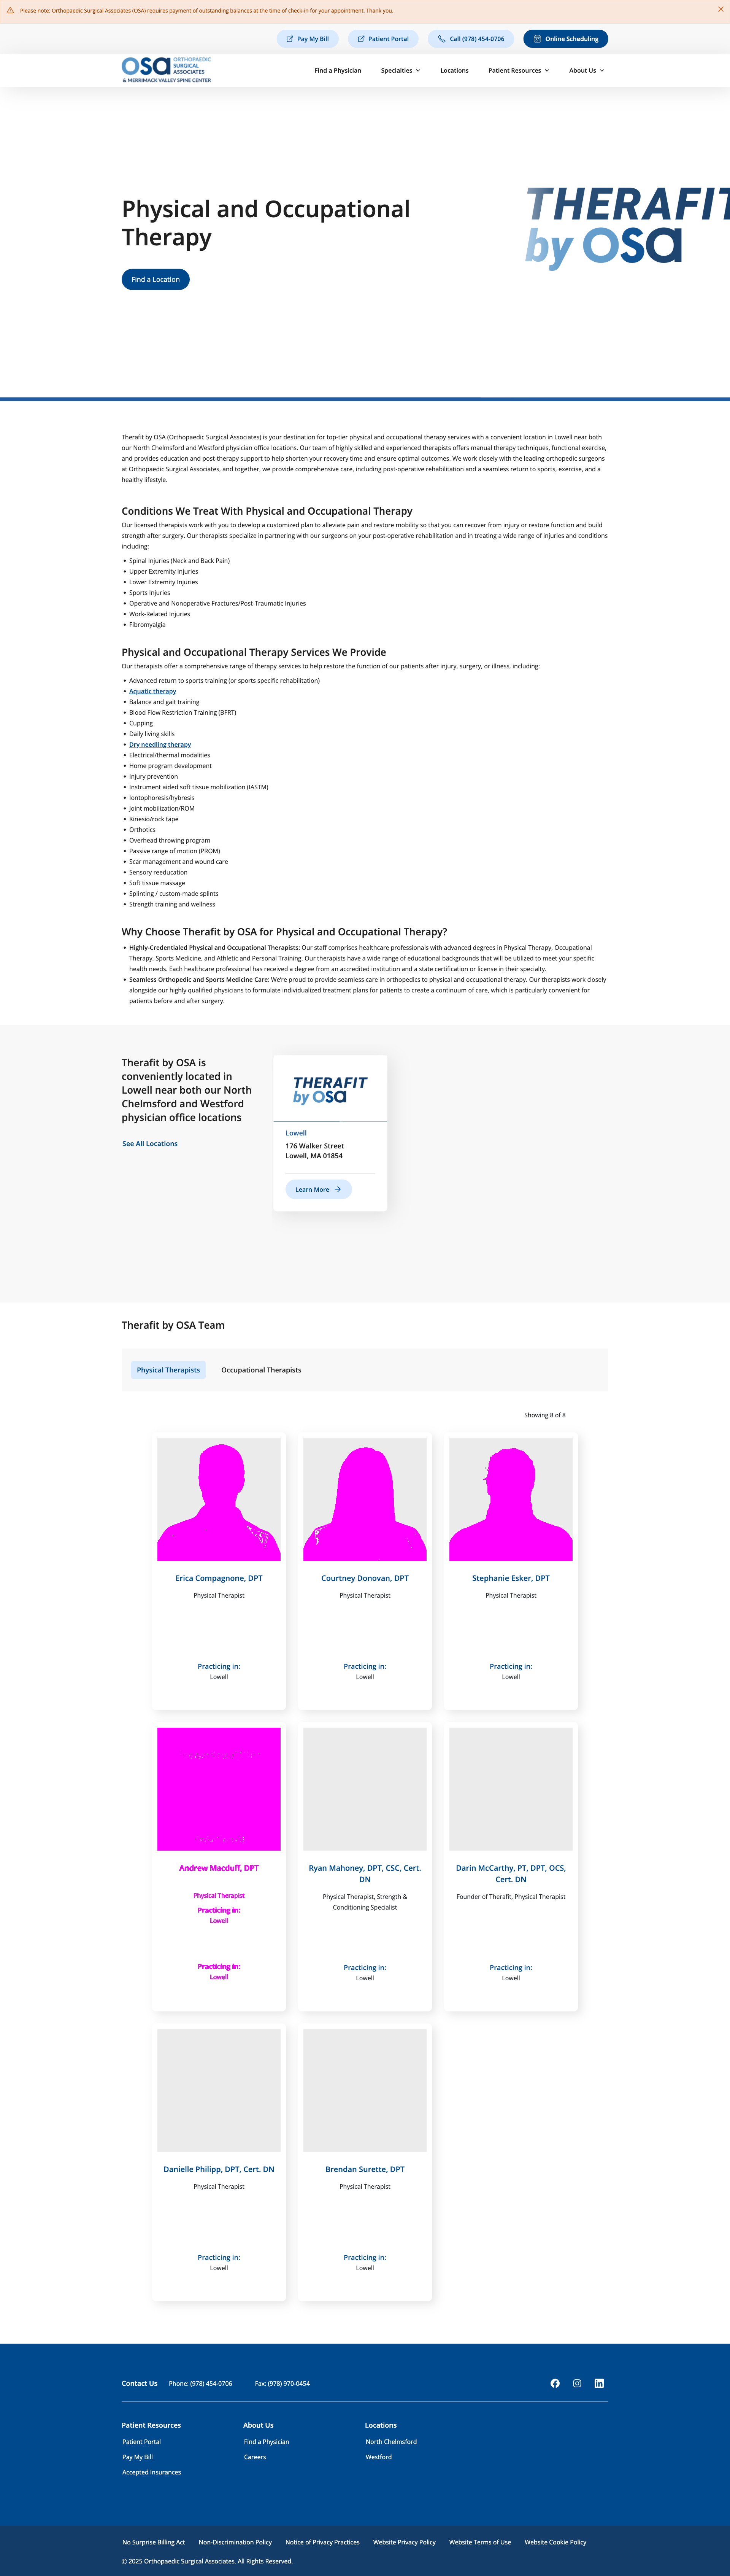 Please note: Orthopaedic Surgical Associates (OSA) requires payment of outstanding balances at the time of check-in for your appointment. Thank you.
Pay My Bill
Patient Portal
Call (978) 454-0706
Online Scheduling
osa ORTHOPAEDIC SURGICAL ASSOCIATES
& MERRIMACK VALLEY SPINE CENTER
Find a Physician
Specialties
Locations
Patient Resources
About Us
Physical and Occupational
Therapy
THERAFIT
by osa
Find a Location
Therafit by OSA (Orthopaedic Surgical Associates) is your destination for top-tier physical and occupational therapy services with a convenient location in Lowell near both
our North Chelmsford and Westford physician office locations. Our team of highly skilled and experienced therapists offers manual therapy techniques, functional exercise,
and provides education and post-therapy support to help shorten your recovery time and ensure optimal outcomes. We work closely with the leading orthopedic surgeons
at Orthopaedic Surgical Associates, and together, we provide comprehensive care, including post-operative rehabilitation and a seamless return to sports, exercise, and a
healthy lifestyle.
Conditions We Treat With Physical and Occupational Therapy
Our licensed therapists work with you to develop a customized plan to alleviate pain and restore mobility so that you can recover from injury or restore function and build
strength after surgery. Our therapists specialize in partnering with our surgeons on your post-operative rehabilitation and in treating a wide range of injuries and conditions
including:
• Spinal Injuries (Neck and Back Pain)
• Upper Extremity Injuries
• Lower Extremity Injuries
• Sports Injuries
• Operative and Nonoperative Fractures/Post-Traumatic Injuries
• Work-Related Injuries
• Fibromyalgia
Physical and Occupational Therapy Services We Provide
Our therapists offer a comprehensive range of therapy services to help restore the function of our patients after injury, surgery, or illness, including:
• Advanced return to sports training (or sports specific rehabilitation)
• Aquatic therapy
• Balance and gait training
• Blood Flow Restriction Training (BFRT)
• Cupping
• Daily living skills
• Dry needling therapy
• Electrical/thermal modalities
• Home program development
• Injury prevention
• Instrument aided soft tissue mobilization (IASTM)
• Iontophoresis/hybresis
• Joint mobilization/ROM
• Kinesio/rock tape
• Orthotics
• Overhead throwing program
• Passive range of motion (PROM)
• Scar management and wound care
• Sensory reeducation
• Soft tissue massage
• Splinting / custom-made splints
• Strength training and wellness
Why Choose Therafit by OSA for Physical and Occupational Therapy?
• Highly-Credentialed Physical and Occupational Therapists: Our staff comprises healthcare professionals with advanced degrees in Physical Therapy, Occupational
Therapy, Sports Medicine, and Athletic and Personal Training. Our therapists have a wide range of educational backgrounds that will be utilized to meet your specific
health needs. Each healthcare professional has received a degree from an accredited institution and a state certification or license in their specialty.
• Seamless Orthopedic and Sports Medicine Care: We're proud to provide seamless care in orthopedics to physical and occupational therapy. Our therapists work closely
alongside our highly qualified physicians to formulate individualized treatment plans for patients to create a continuum of care, which is particularly convenient for
patients before and after surgery.
Therafit by OSA is
conveniently located in
Lowell near both our North
Chelmsford and Westford
physician office locations
See All Locations
THERAFIT
by osa
Lowell
176 Walker Street
Lowell, MA 01854
Learn More
Therafit by OSA Team
Physical Therapists
Occupational Therapists
Showing 8 of 8
Erica Compagnone, DPT
Physical Therapist
Practicing in:
Lowell
Courtney Donovan, DPT
Physical Therapist
Practicing in:
Lowell
Stephanie Esker, DPT
Physical Therapist
Practicing in:
Lowell
Andrew Macduff, DPT
Physical Therapist
Practicing in:
Lowell
Practicing in:
Lowell
Ryan Mahoney, DPT, CSC, Cert.
DN
Physical Therapist, Strength &
Conditioning Specialist
Practicing in:
Lowell
Darin McCarthy, PT, DPT, OCS,
Cert. DN
Founder of Therafit, Physical Therapist
Practicing in:
Lowell
Danielle Philipp, DPT, Cert. DN
Physical Therapist
Practicing in:
Lowell
Brendan Surette, DPT
Physical Therapist
Practicing in:
Lowell
Contact Us
Phone: (978) 454-0706
Fax: (978) 970-0454
Patient Resources
Patient Portal
Pay My Bill
Accepted Insurances
About Us
Find a Physician
Careers
Locations
North Chelmsford
Westford
No Surprise Billing Act
Non-Discrimination Policy
Notice of Privacy Practices
Website Privacy Policy
Website Terms of Use
Website Cookie Policy
© 2025 Orthopaedic Surgical Associates. All Rights Reserved.